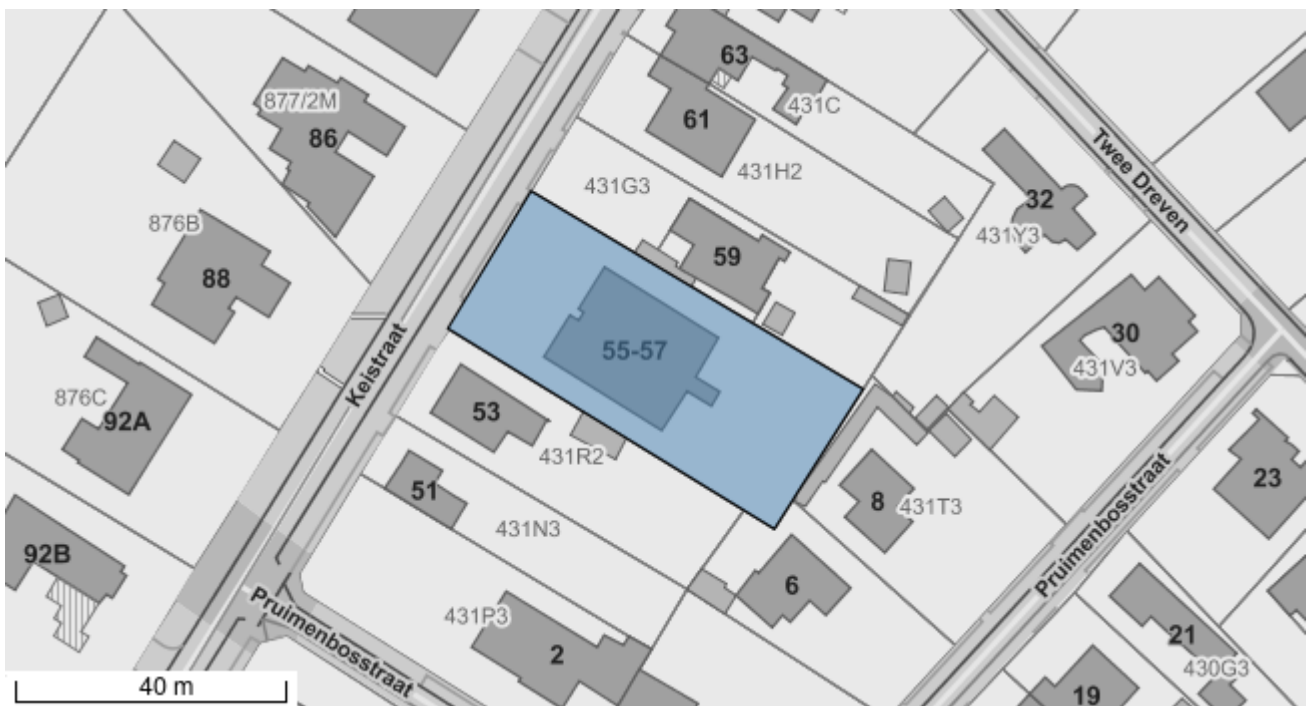 63
877/2M
431C
61
86
Twee Dreven
431H2
431G3
32
876B
431Y3
59
88
30
55-57
Keistraat
431V3
876C
53
92A
431R2
51
23
8
431T3
431N3
Pruimenbosstraat
92B
6
Pruimenbosstraat
431P3
2
21
430G3
40 m
19